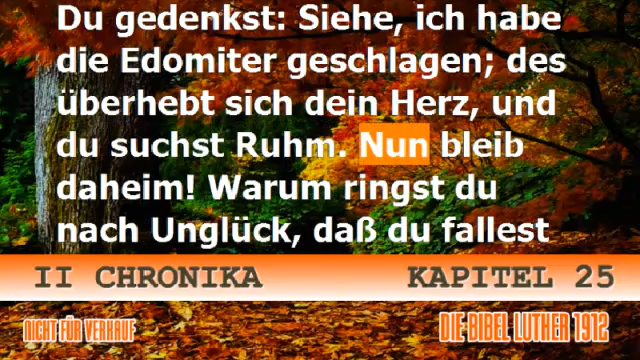 Du gedenkst: Siehe, ich habe
die Edomiter geschlagen; des
überhebt sich dein Herz, und
du suchst Ruhm. Nun bleib
daheim! Warum ringst du
nach Unglück, daß du fallest
II CHRONIKA KAPITEL 25
NICHT FÜR VERKAUF DIE BIBEL LUTHER 1912